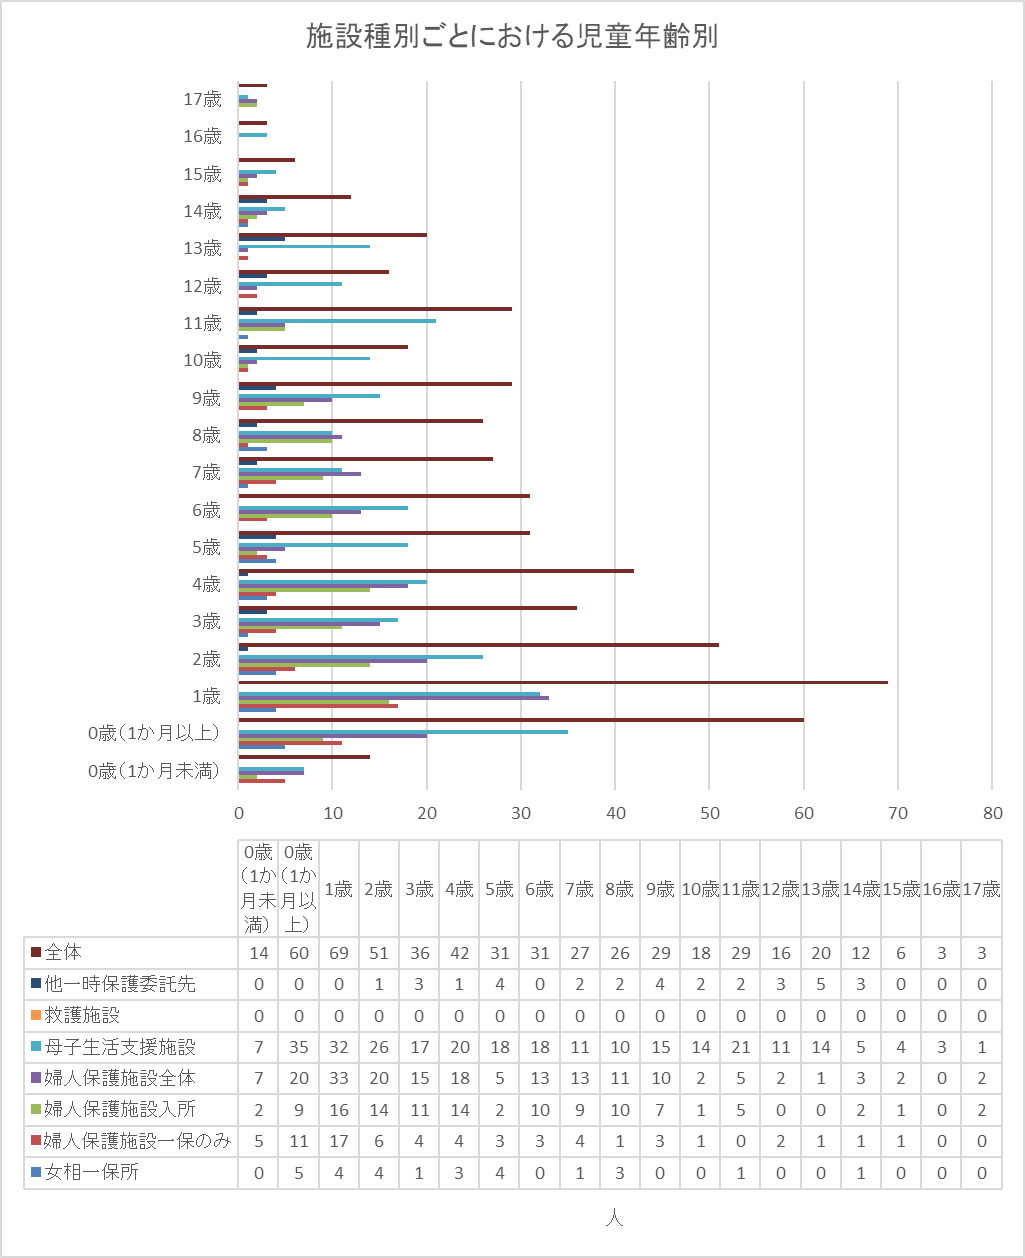 施設種別ごとにおける児童年齢別
17歳
16歳
15歳
14歳
13歳
12歳
11歳
10歳
9歳
8歳
7歳
6歳
5歳
4歳
3歳
2歳
1歳
0歳（1か月以上）
0歳（1か月未満）
0 10 20 30 40 50 60 70 80
0歳（1か月未満） 0歳（1か月以上） 1歳 2歳 3歳 4歳 5歳 6歳 7歳 8歳 9歳 10歳 11歳 12歳 13歳 14歳 15歳 16歳 17歳
全体 14 60 69 51 36 42 31 31 27 26 29 18 29 16 20 12 6 3 3
他一時保護委託先 0 0 0 1 3 1 4 0 2 2 4 2 2 3 5 3 0 0 0
救護施設 0 0 0 0 0 0 0 0 0 0 0 0 0 0 0 0 0 0 0
母子生活支援施設 7 35 32 26 17 20 18 18 11 10 15 14 21 11 14 5 4 3 1
婦人保護施設全体 7 20 33 20 15 18 5 13 13 11 10 2 5 2 1 3 2 0 2
婦人保護施設入所 2 9 16 14 11 14 2 10 9 10 7 1 5 0 0 2 1 0 2
婦人保護施設一保のみ 5 11 17 6 4 4 3 3 4 1 3 1 0 2 1 1 1 0 0
女相一保所 0 5 4 4 1 3 4 0 1 3 0 0 1 0 0 1 0 0 0
人